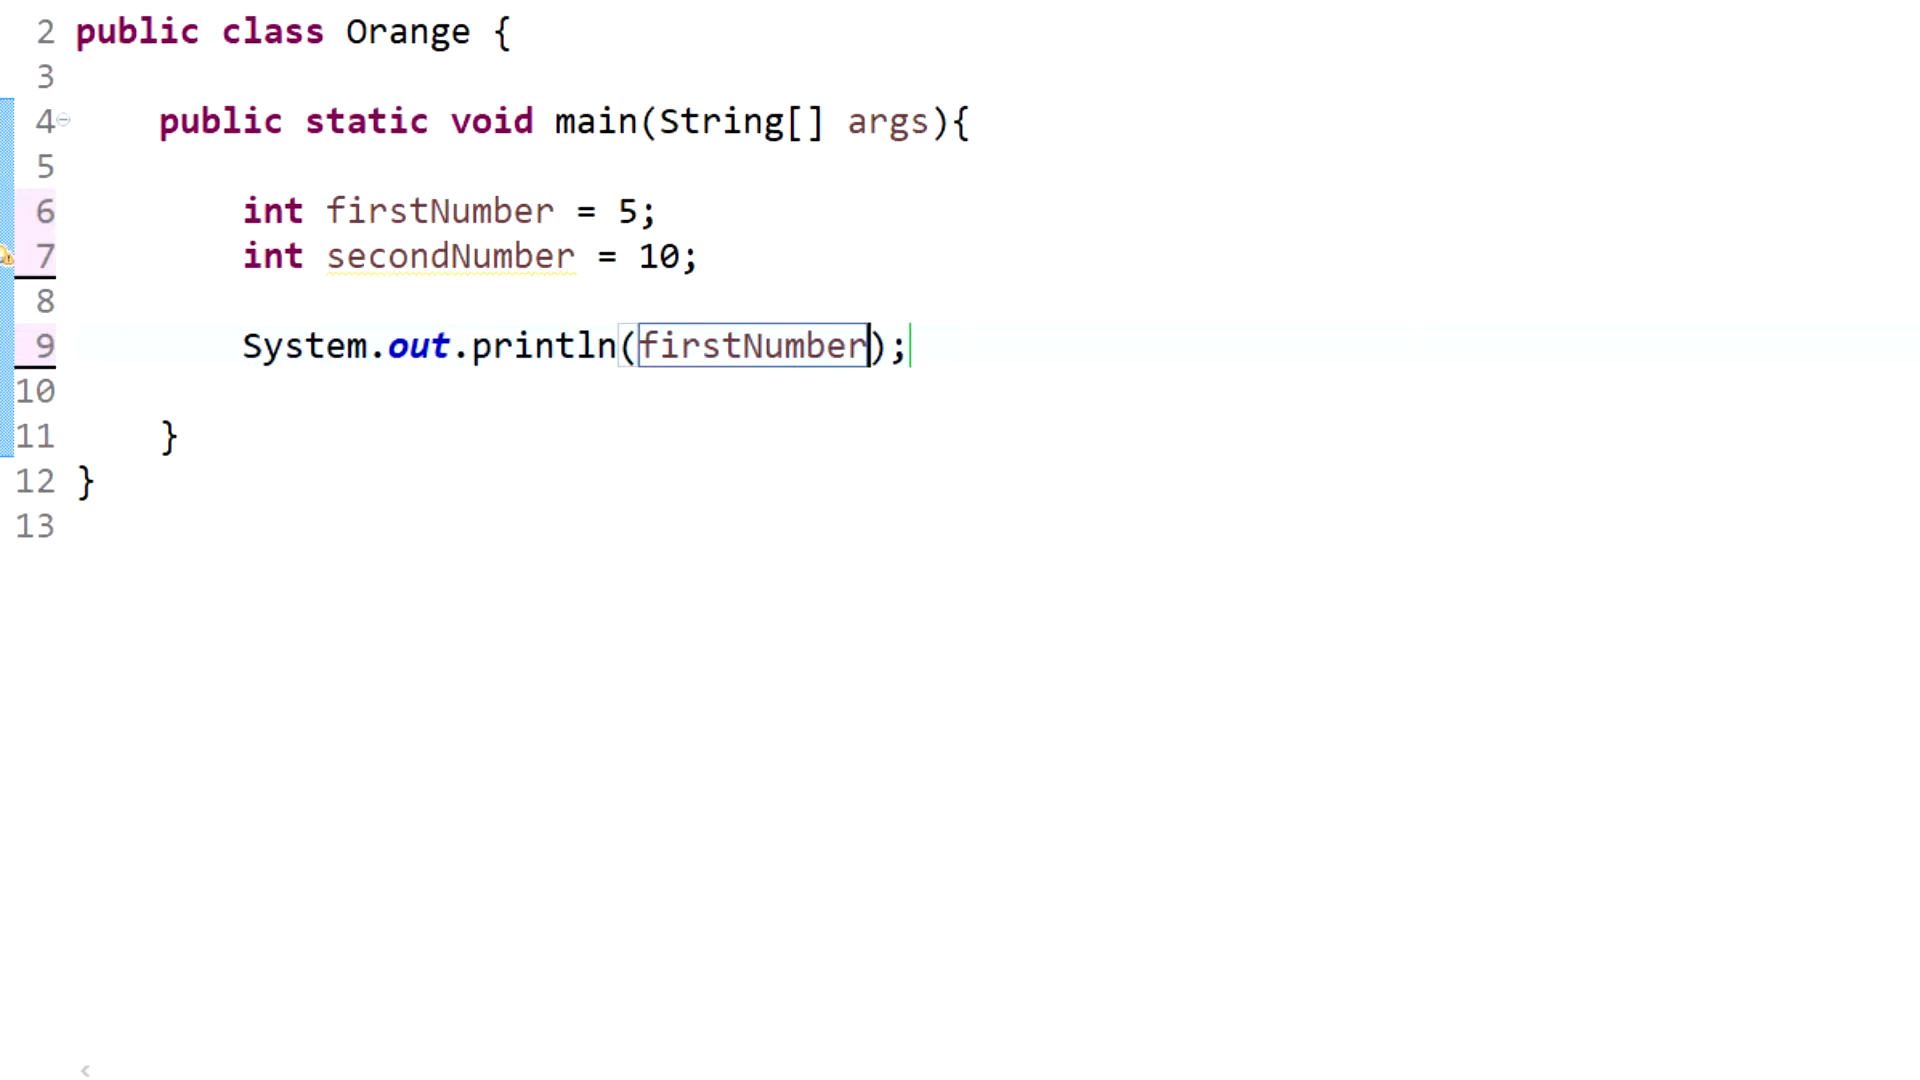 2 public class Orange {
3
4 public static void main(String[] args){
5
6 int firstNumber = 5;
7 int secondNumber = 10;
8
9 System.out.println(firstNumber);
10
11 }
12 }
13